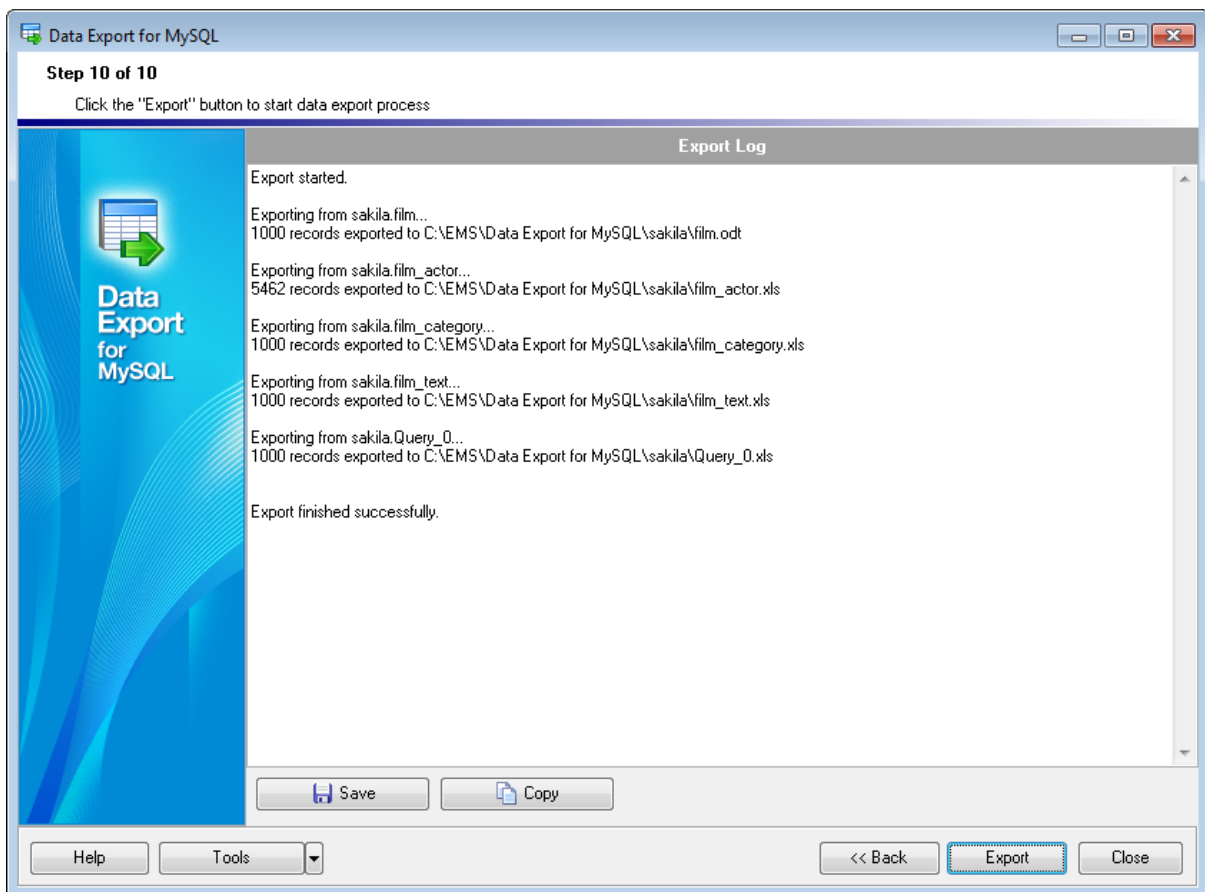 Data Export for MySQL
Step 10 of 10
Click the "Export" button to start data export process
Data
Export
for
MySQL
Export Log
Export started.
Exporting from sakila.film...
1000 records exported to C:\EMS\Data Export for MySQL\sakila\film.odt
Exporting from sakila.film_actor...
5462 records exported to C:\EMS\Data Export for MySQL\sakila\film_actor.xls
Exporting from sakila.film_category...
1000 records exported to C:\EMS\Data Export for MySQL\sakila\film_category.xls
Exporting from sakila.film_text...
1000 records exported to C:\EMS\Data Export for MySQL\sakila\film_text.xls
Exporting from sakila.Query_0...
1000 records exported to C:\EMS\Data Export for MySQL\sakila\Query_0.xls
Export finished successfully.
Save Copy
Help Tools << Back Export Close